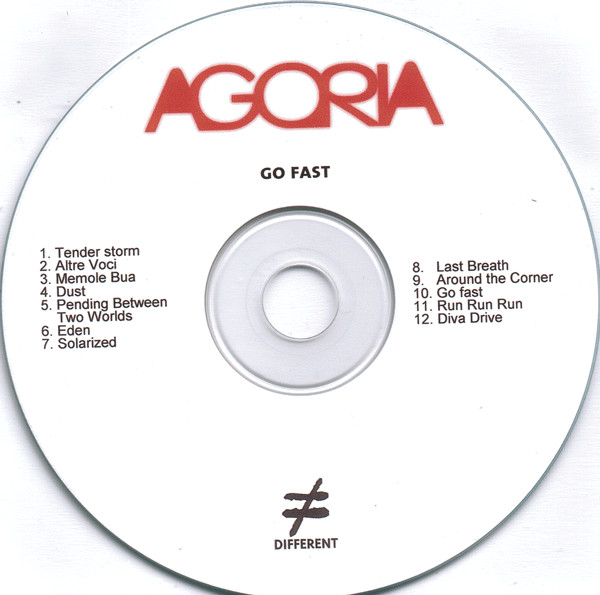 AGORIA
GO FAST
1. Tender storm
2. Altre Voci
3. Memole Bua
4. Dust
5. Pending Between
Two Worlds
6. Eden
7. Solarized
8. Last Breath
9. Around the Corner
10. Go fast
11. Run Run Run
12. Diva Drive
≠
DIFFERENT